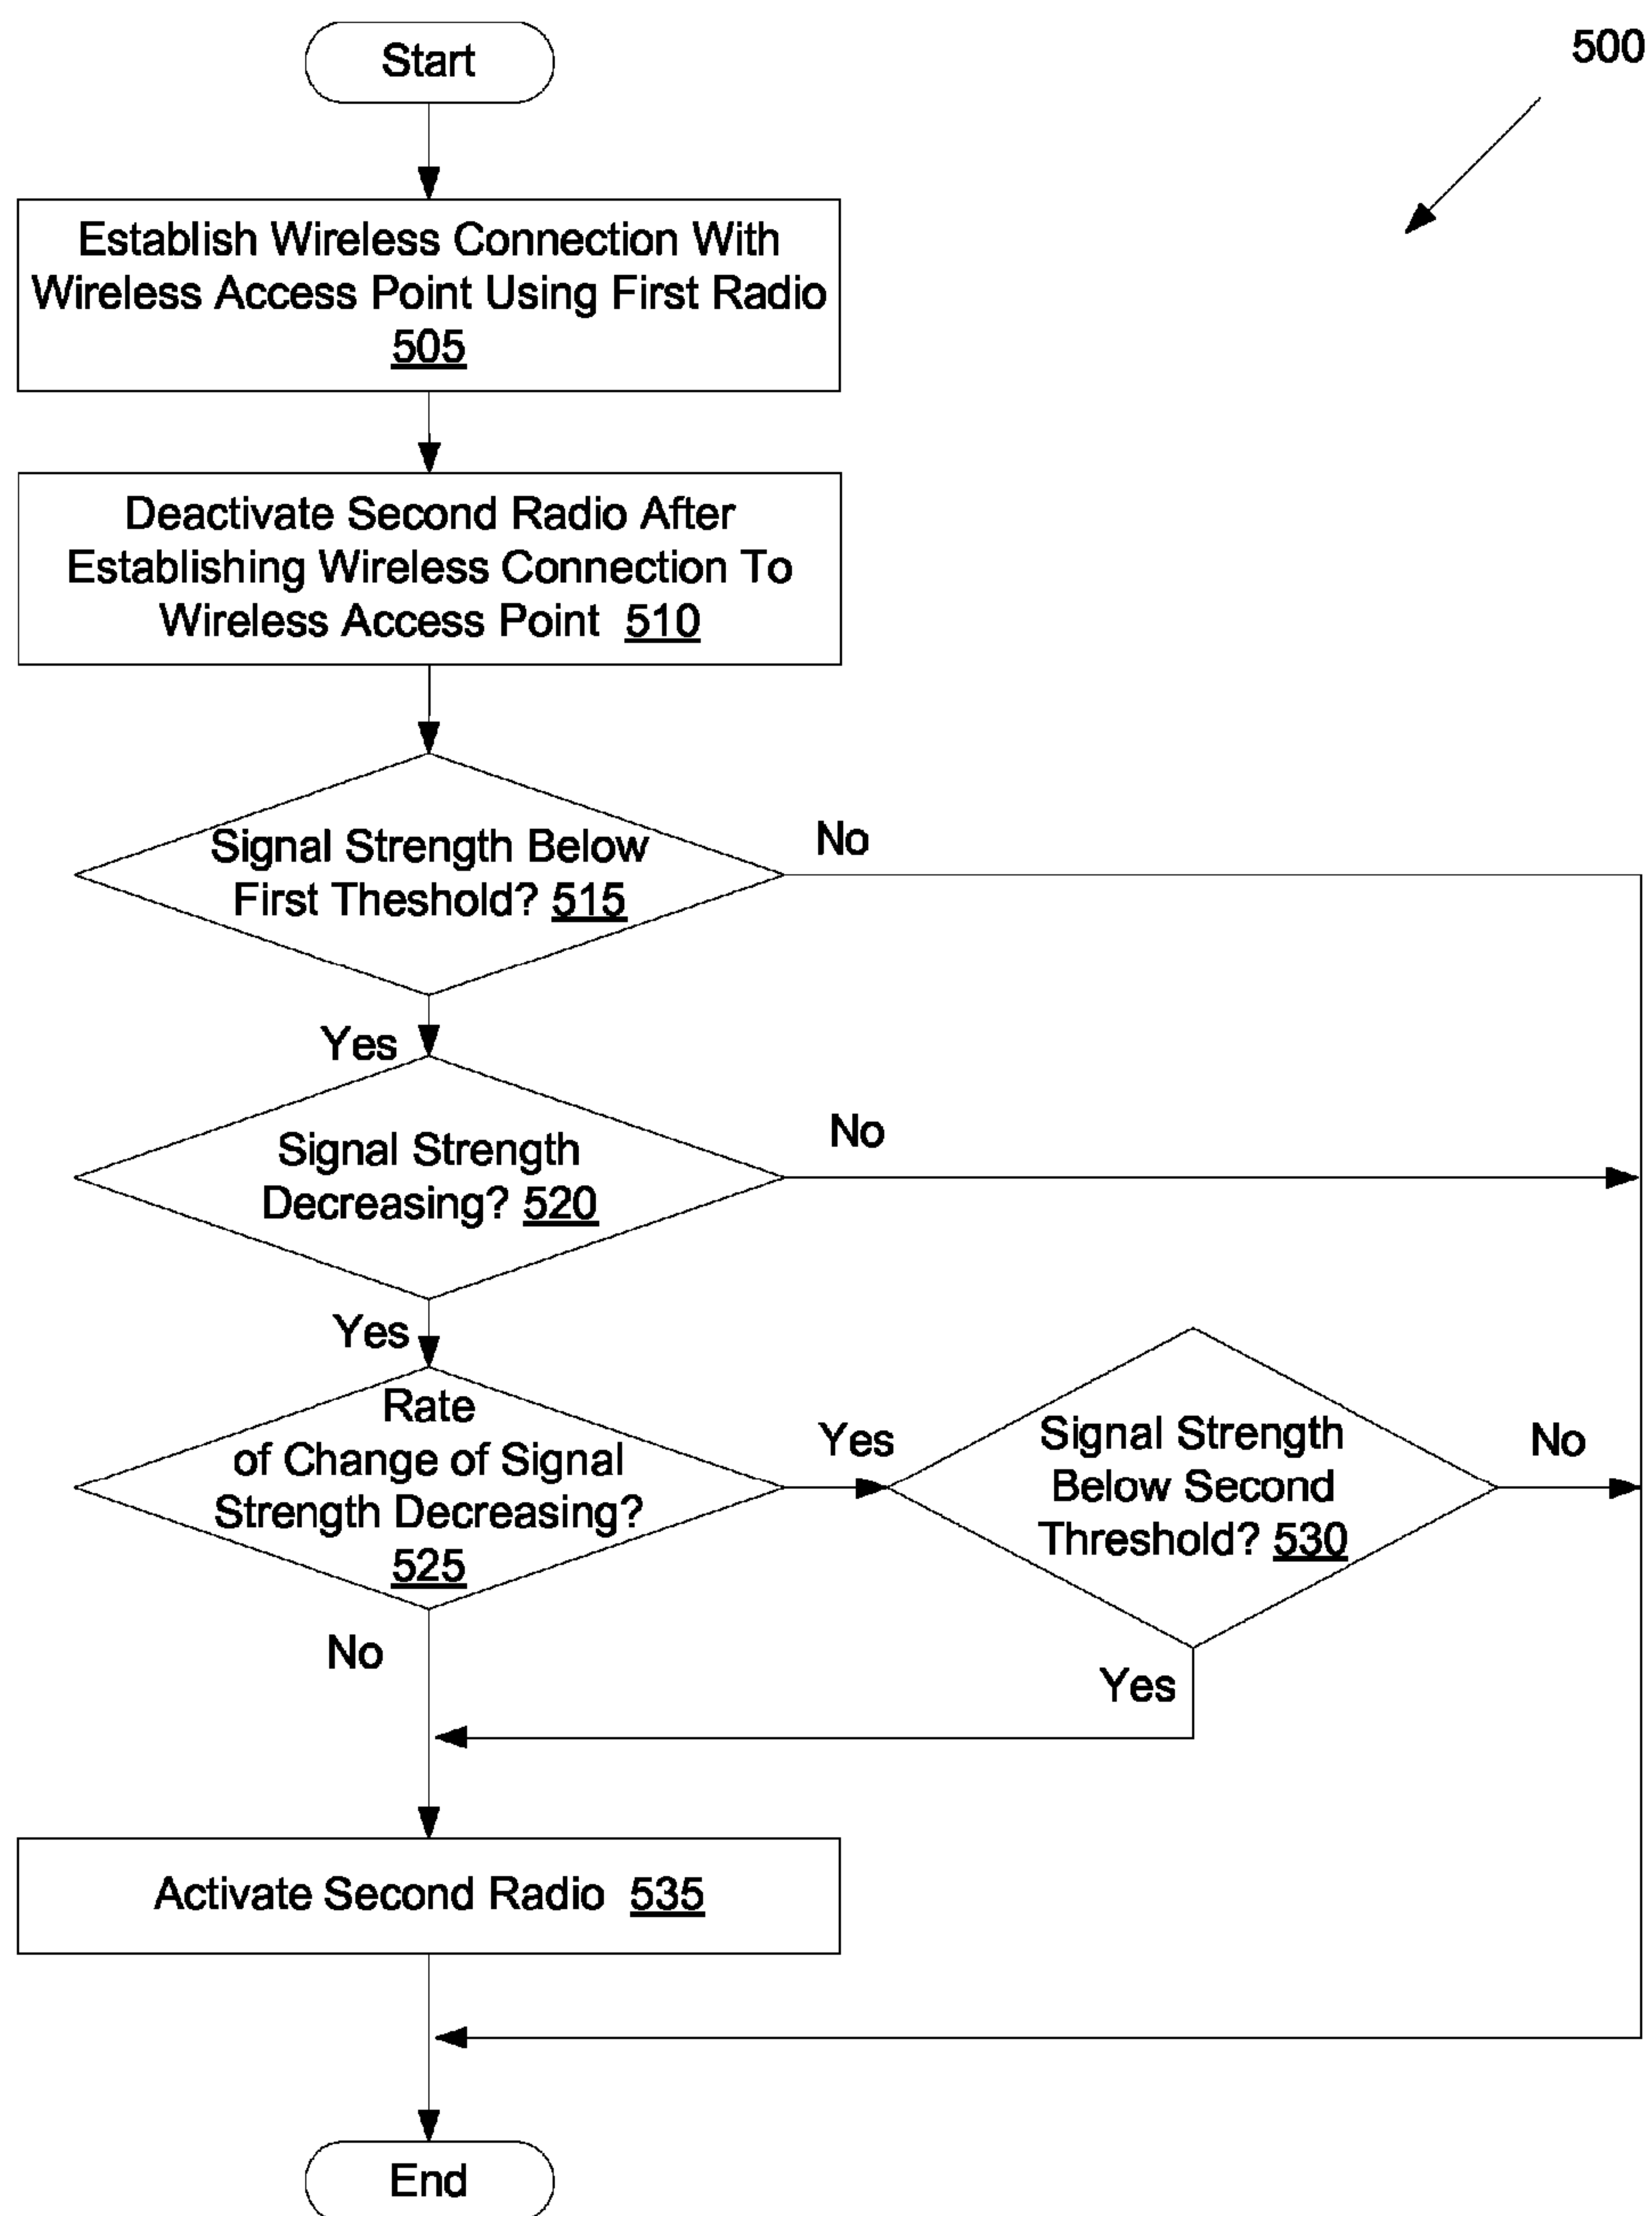 Start
500
Establish Wireless Connection With
Wireless Access Point Using First Radio
505
Deactivate Second Radio After
Establishing Wireless Connection To
Wireless Access Point 510
Signal Strength Below
First Theshold? 515
No
Yes
Signal Strength
Decreasing? 520
No
Yes
Rate
of Change of Signal
Strength Decreasing?
525
Yes
Signal Strength
Below Second
Threshold? 530
No
No
Yes
Activate Second Radio 535
End